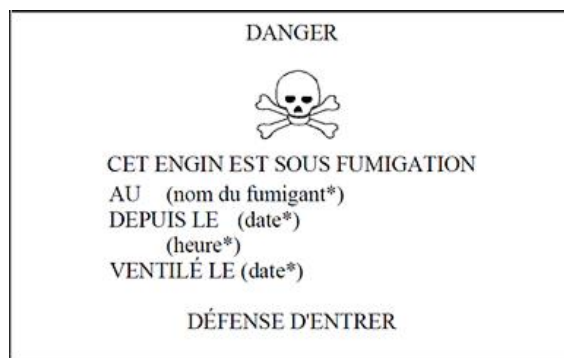 DANGER
CET ENGIN EST SOUS FUMIGATION
AU (nom du fumigant*)
DEPUIS LE (date*)
(heure*)
VENTILÉ LE (date*)
DÉFENSE D'ENTRER